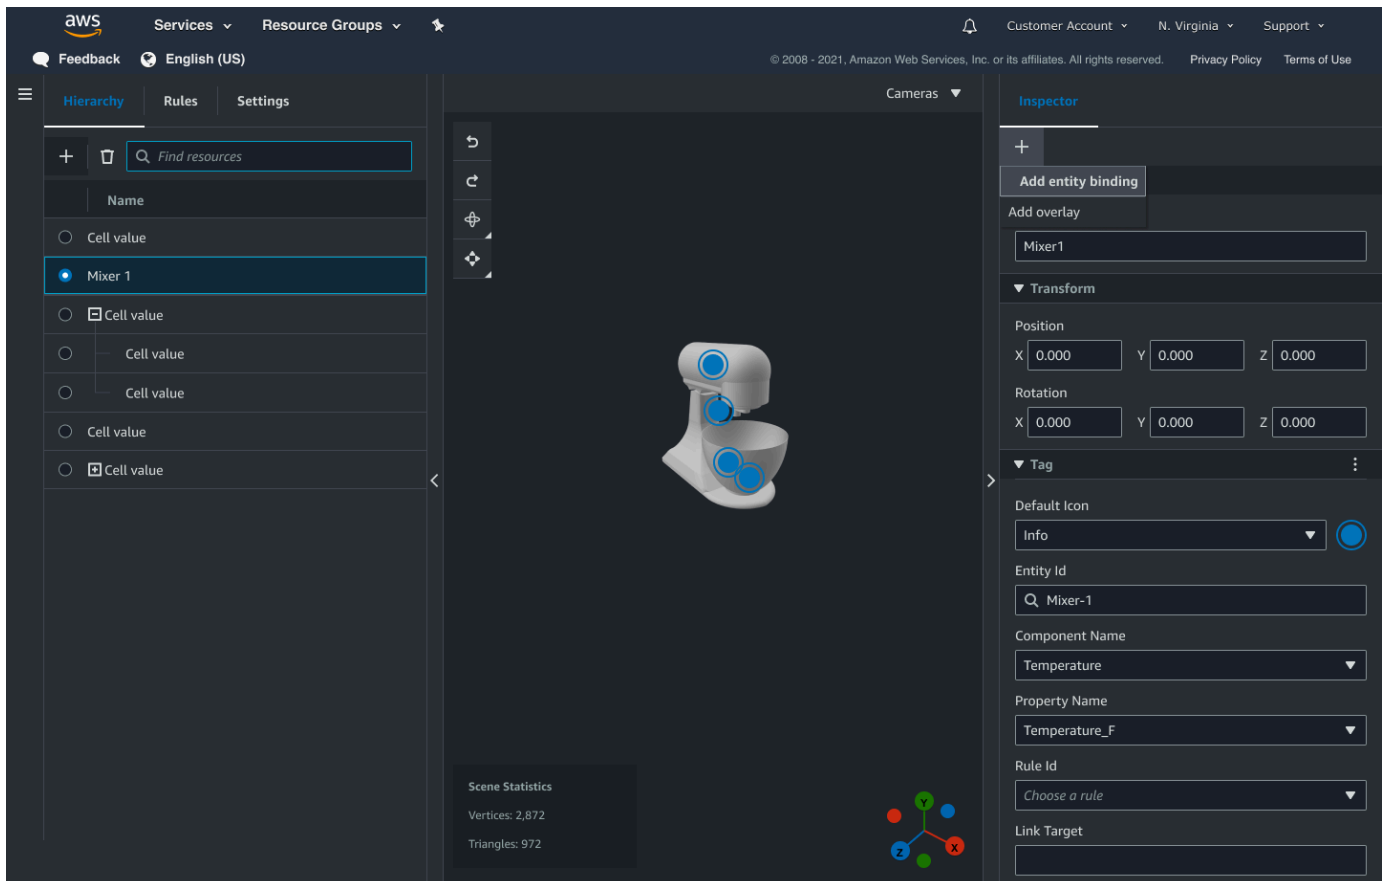 aws
Services
Resource Groups
Customer Account
N. Virginia
Support
Feedback
English (US)
© 2008 - 2021, Amazon Web Services, Inc. or its affiliates. All rights reserved.
Privacy Policy
Terms of Use
Hierarchy
Rules
Settings
Find resources
Name
Cell value
Mixer 1
Cell value
Cell value
Cell value
Cell value
Cell value
Cameras
Scene Statistics
Vertices: 2,872
Triangles: 972
Y
Z
X
Inspector
Add entity binding
Add overlay
Mixer1
Transform
Position
X 0.000 Y 0.000 Z 0.000
Rotation
X 0.000 Y 0.000 Z 0.000
Tag
Default Icon
Info
Entity Id
Mixer-1
Component Name
Temperature
Property Name
Temperature_F
Rule Id
Choose a rule
Link Target